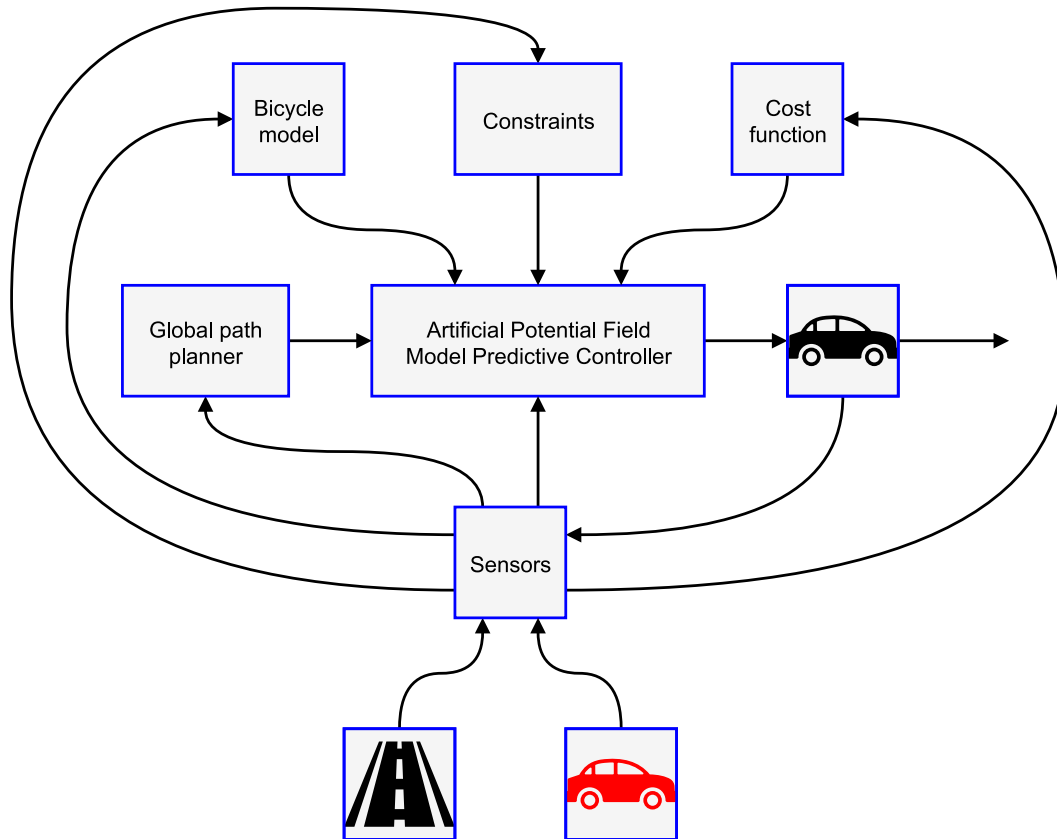 Bicycle
model
Constraints
Cost
function
Global path
planner
Artificial Potential Field
Model Predictive Controller
Sensors